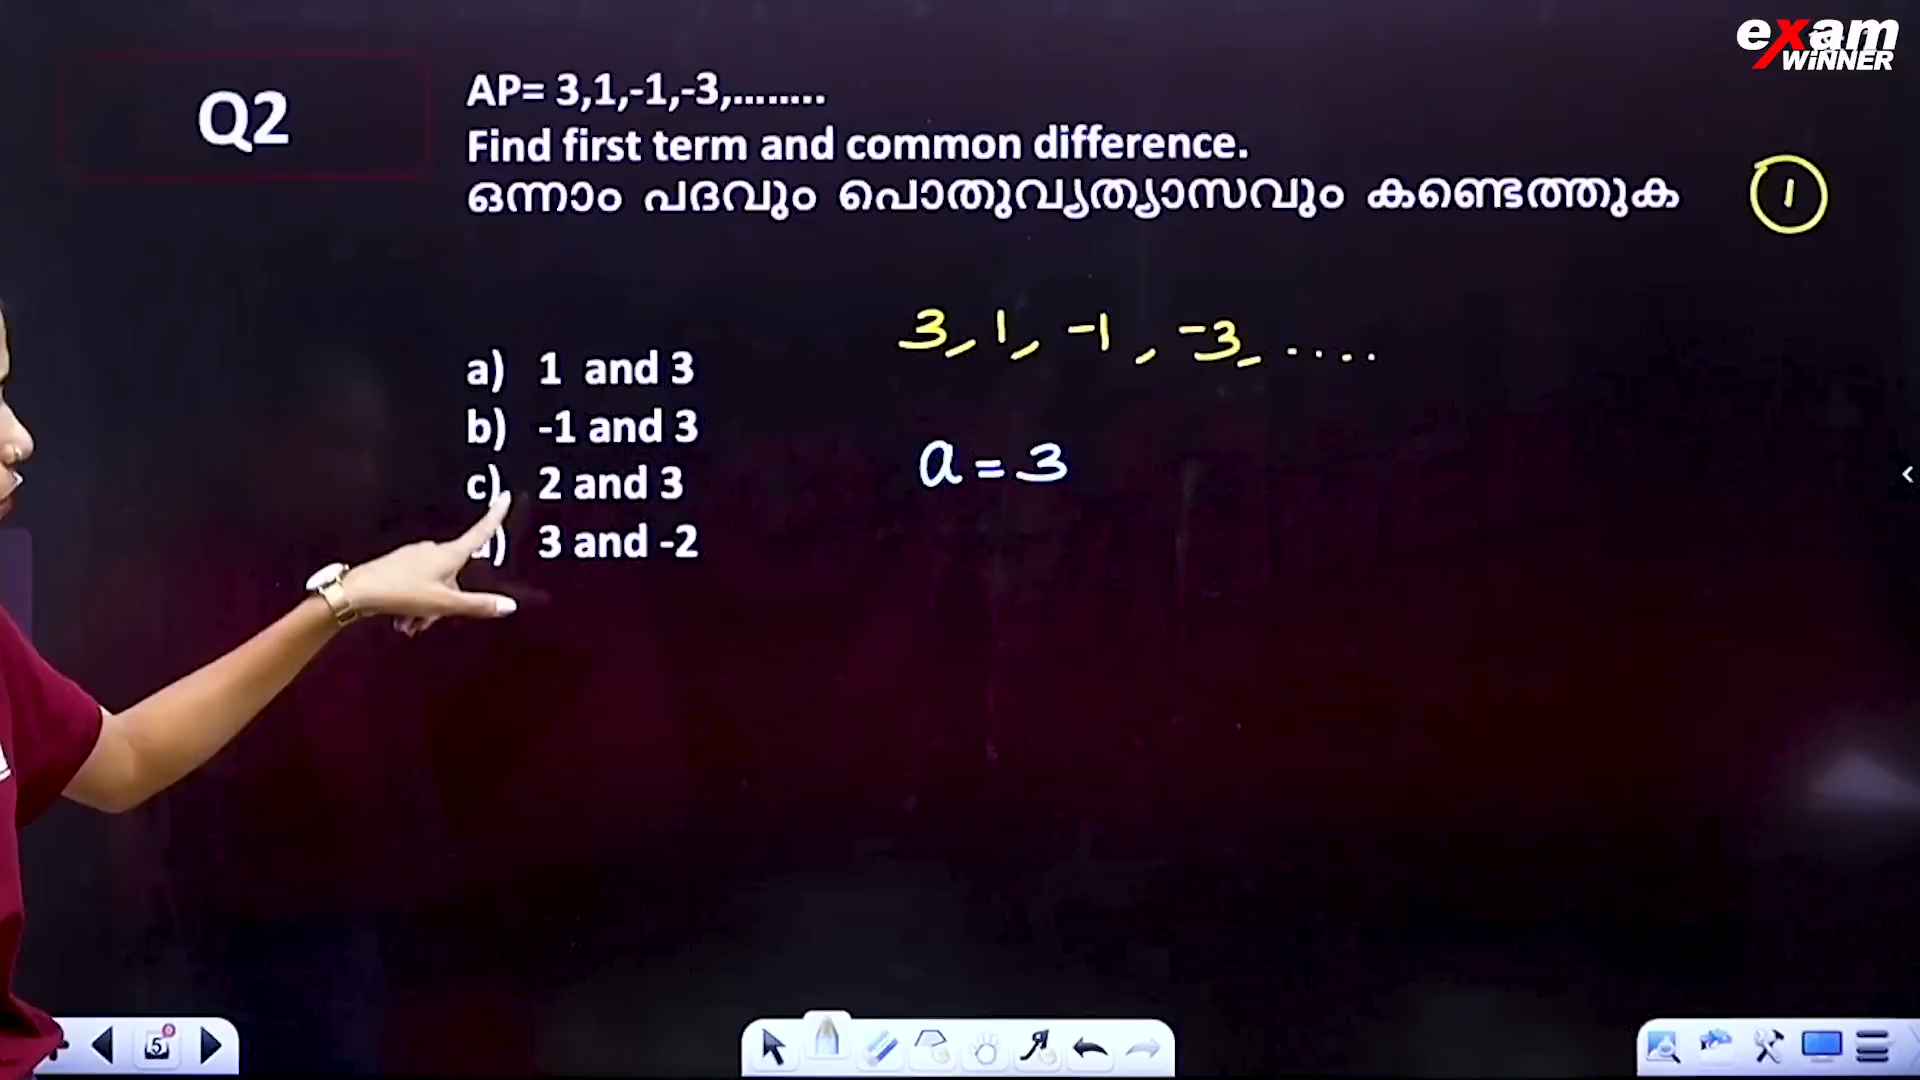 exam
WINNER
Q2
AP= 3,1,-1,-3,........
Find first term and common difference.
ഒന്നാം പദവും പൊതുവ്യത്യാസവും കണ്ടെത്തുക
1
3, 1, -1, -3, ....
a) 1 and 3
b) -1 and 3
c) 2 and 3
d) 3 and -2
a = 3
5